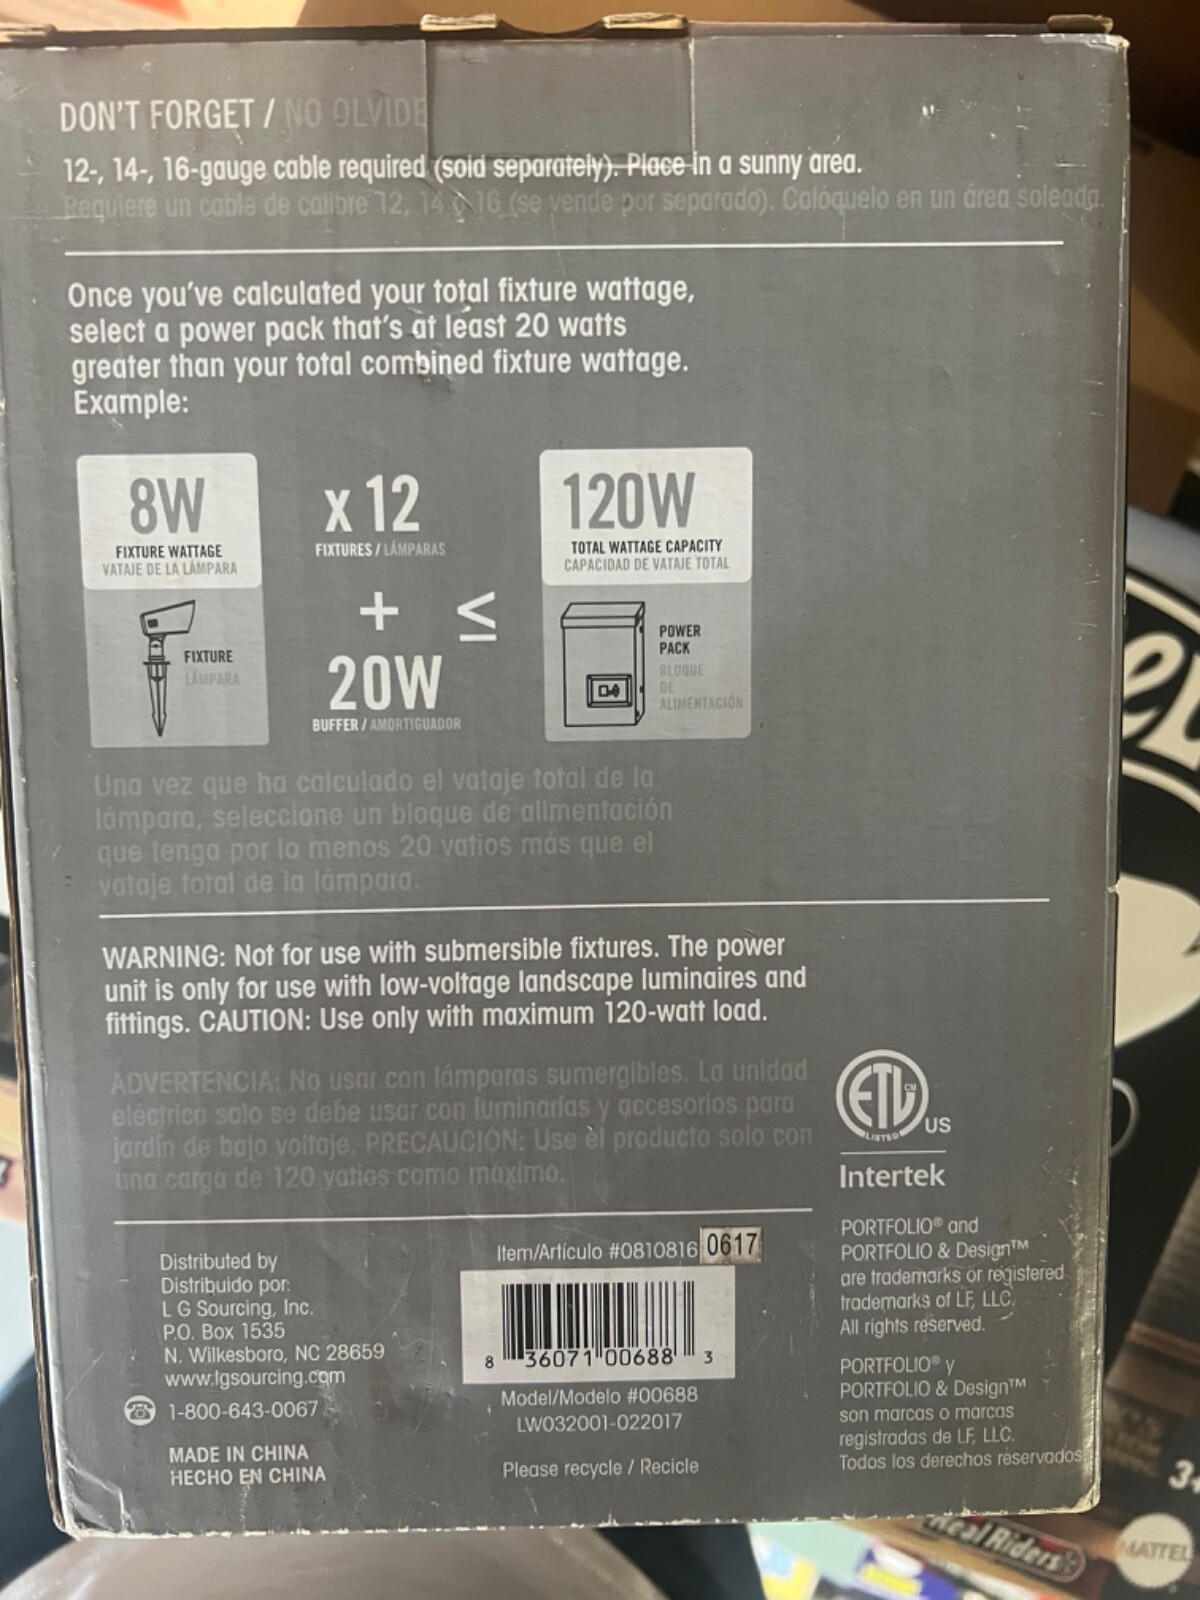 DON'T FORGET / NO OLVIDE
12-, 14-, 16-gauge cable required (sold separately). Place in a sunny area.
Requiere un cable de calibre 12, 14 o 16 (se vende por separado). Colóquelo en un área soleada.
Once you've calculated your total fixture wattage,
select a power pack that's at least 20 watts
greater than your total combined fixture wattage.
Example:
8W
FIXTURE WATTAGE
VATAJE DE LA LÁMPARA
FIXTURE
LÁMPARA
x 12
FIXTURES / LÁMPARAS
+
20W
BUFFER / AMORTIGUADOR
≤
120W
TOTAL WATTAGE CAPACITY
CAPACIDAD DE VATAJE TOTAL
POWER
PACK
BLOQUE
DE
ALIMENTACIÓN
Una vez que ha calculado el vataje total de la
lámpara, seleccione un bloque de alimentación
que tenga por lo menos 20 vatios más que el
vataje total de la lámpara.
WARNING: Not for use with submersible fixtures. The power
unit is only for use with low-voltage landscape luminaires and
fittings. CAUTION: Use only with maximum 120-watt load.
ADVERTENCIA: No usar con lámparas sumergibles. La unidad
eléctrica solo se debe usar con luminarias y accesorios para
jardín de bajo voltaje. PRECAUCIÓN: Use el producto solo con
una carga de 120 vatios como máximo.
ETL CM
LISTED
US
Intertek
Distributed by
Distribuido por:
L G Sourcing, Inc.
P.O. Box 1535
N. Wilkesboro, NC 28659
www.lgsourcing.com
1-800-643-0067
MADE IN CHINA
HECHO EN CHINA
Item/Artículo #0810816 0617
8 36071 00688 3
Model/Modelo #00688
LW032001-022017
Please recycle / Recicle
PORTFOLIO® and
PORTFOLIO & Design™
are trademarks or registered
trademarks of LF, LLC.
All rights reserved.
PORTFOLIO® y
PORTFOLIO & Design™
son marcas o marcas
registradas de LF, LLC.
Todos los derechos reservados
Real Riders
3+
MATTEL